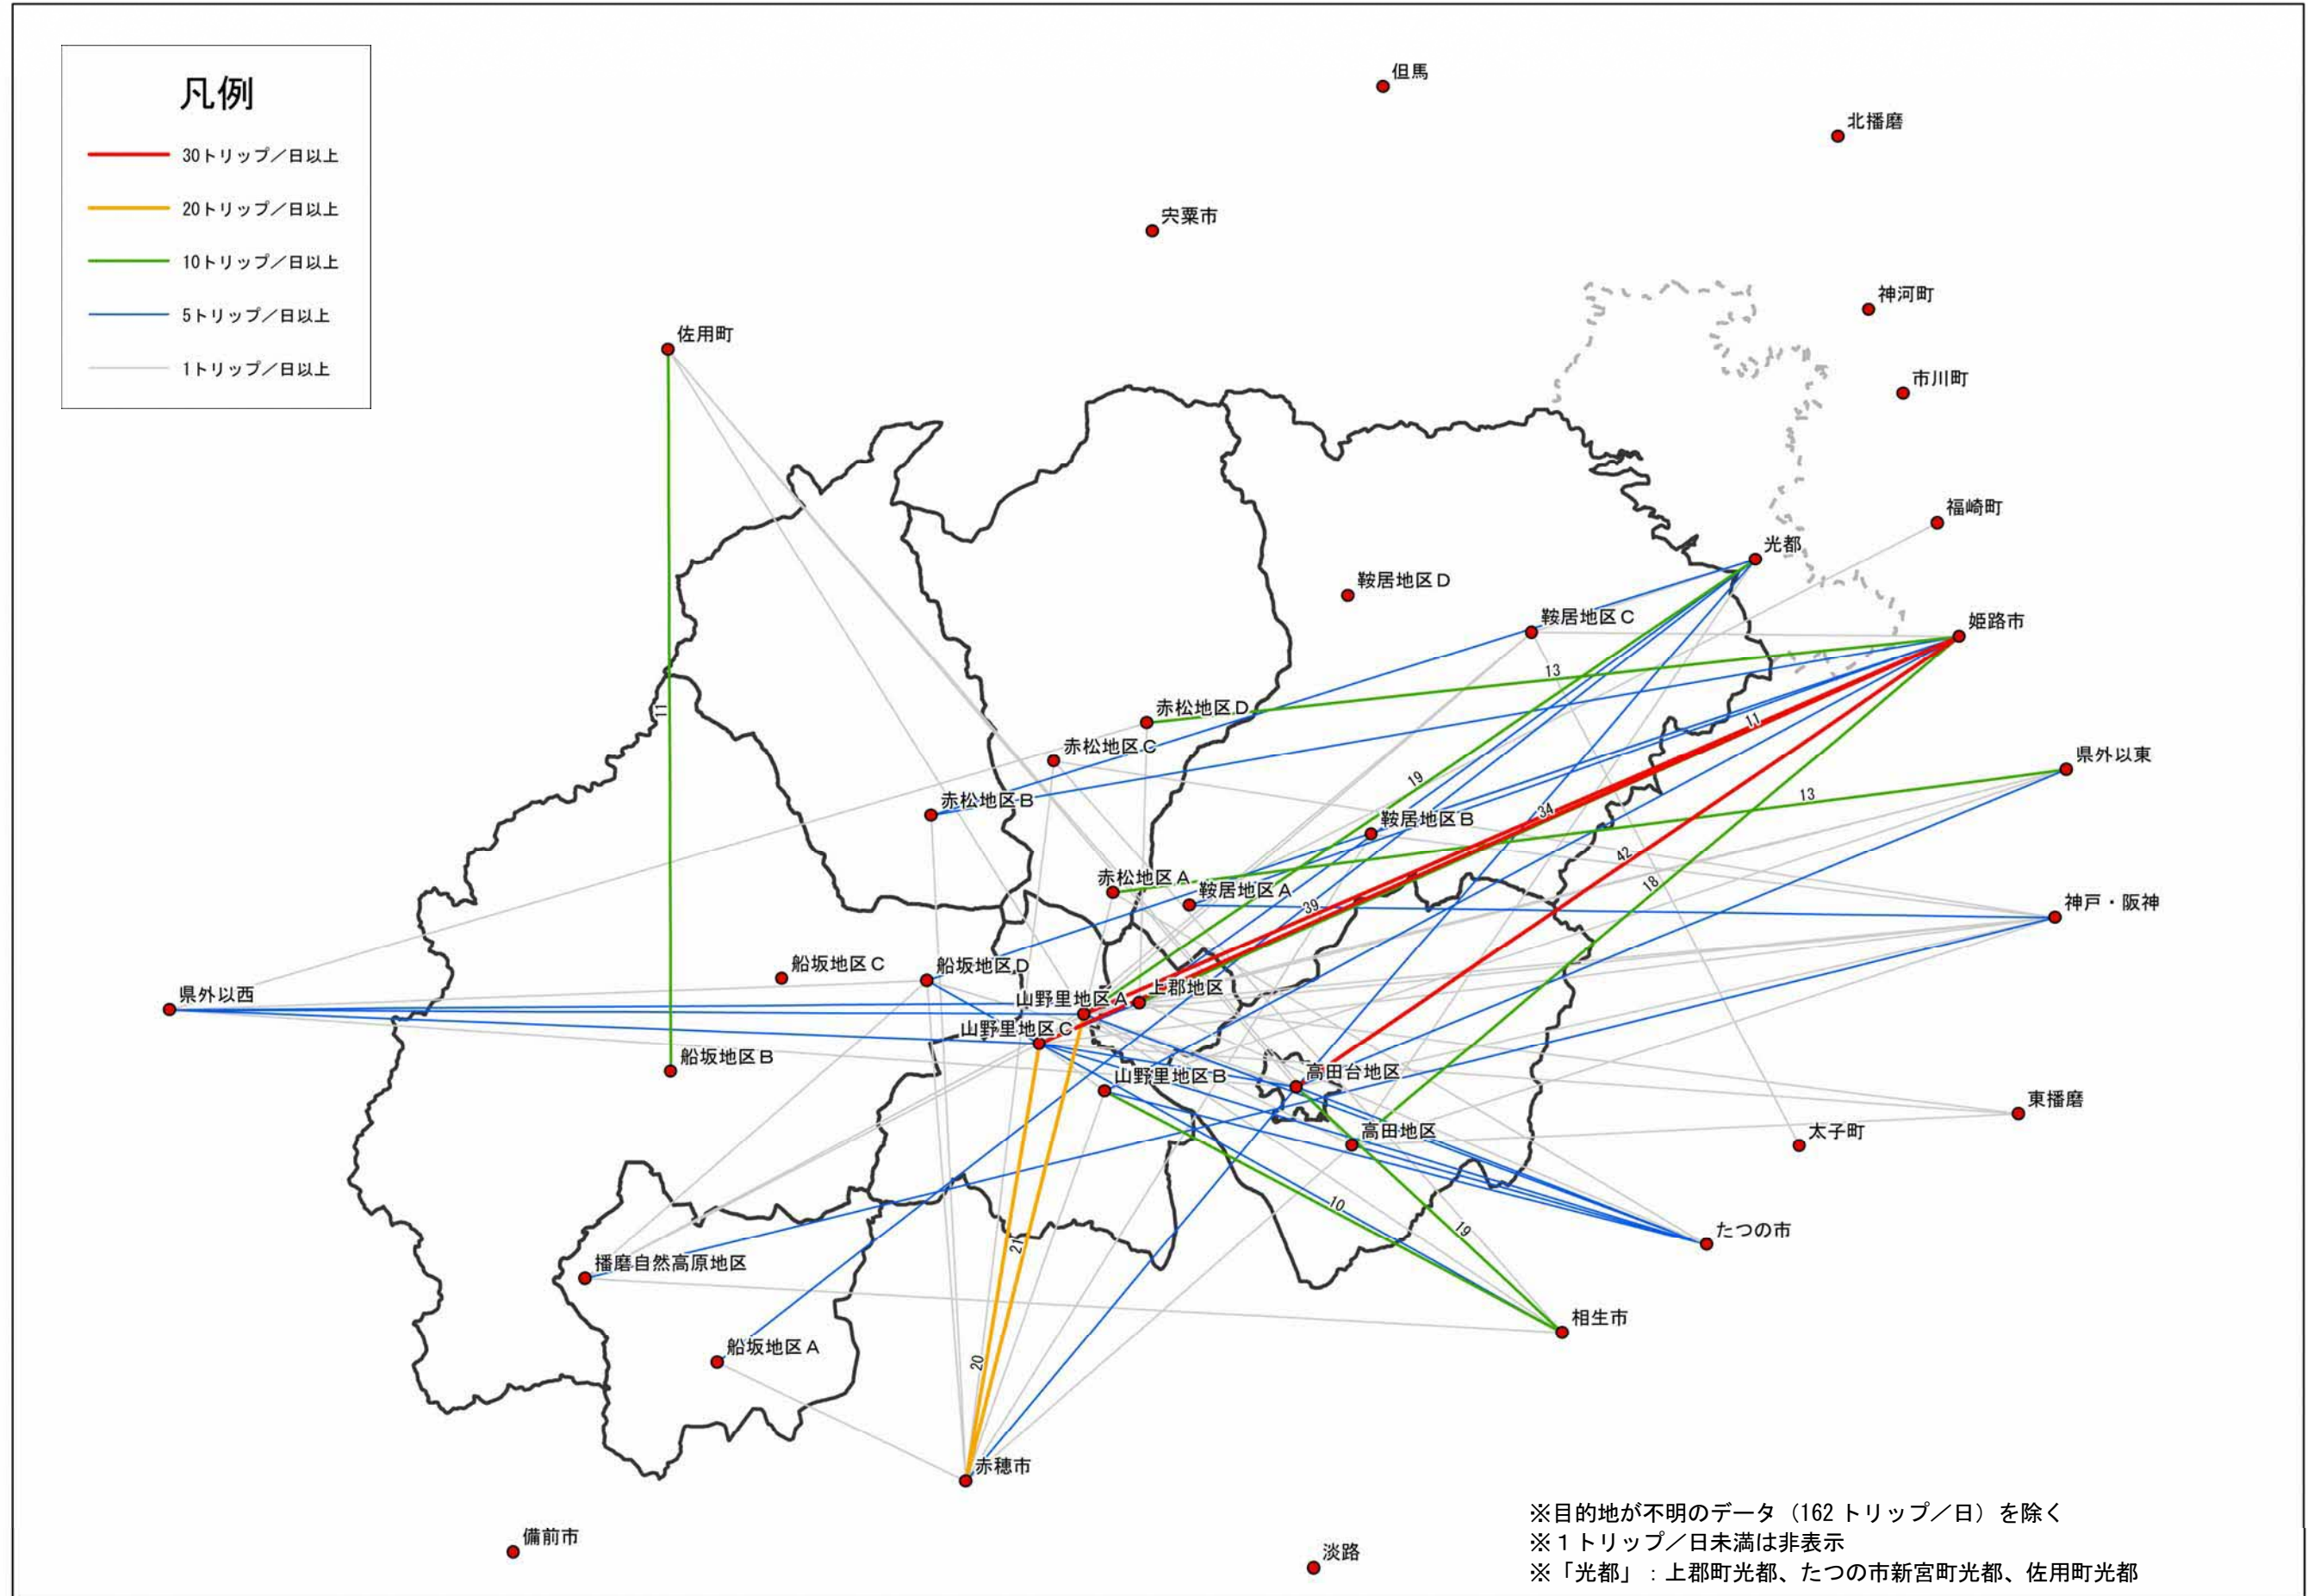 凡例
30トリップ／日以上
20トリップ／日以上
10トリップ／日以上
5トリップ／日以上
1トリップ／日以上
但馬
北播磨
宍粟市
神河町
佐用町
市川町
福崎町
光都
鞍居地区D
鞍居地区C
姫路市
13
赤松地区D
11
11
赤松地区C
県外以東
19
13
赤松地区B
34
鞍居地区B
42
赤松地区A
18
鞍居地区A
39
神戸・阪神
船坂地区C
船坂地区D
上郡地区
県外以西
山野里地区A
山野里地区C
船坂地区B
山野里地区B
高田台地区
東播磨
高田地区
太子町
10
19
たつの市
21
播磨自然高原地区
相生市
船坂地区A
20
赤穂市
備前市
淡路
※目的地が不明のデータ（162 トリップ／日）を除く
※１トリップ／日未満は非表示
※「光都」：上郡町光都、たつの市新宮町光都、佐用町光都